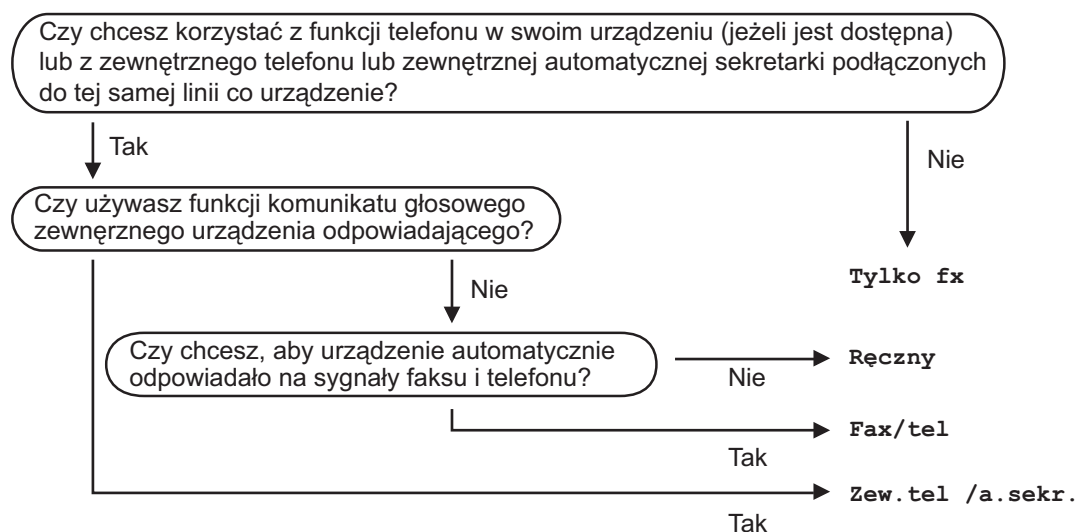 Czy chcesz korzystać z funkcji telefonu w swoim urządzeniu (jeżeli jest dostępna)
lub z zewnętrznego telefonu lub zewnętrznej automatycznej sekretarki podłączonych
do tej samej linii co urządzenie?
Tak
Nie
Czy używasz funkcji komunikatu głosowego
zewnęrznego urządzenia odpowiadającego?
Tylko fx
Nie
Czy chcesz, aby urządzenie automatycznie
odpowiadało na sygnały faksu i telefonu?
Nie
Ręczny
Fax/tel
Tak
Zew.tel /a.sekr.
Tak